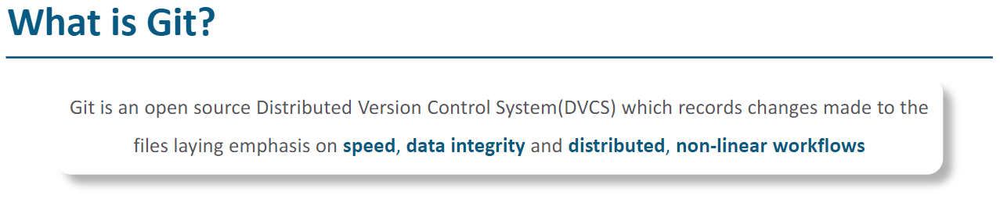 What is Git?
Git is an open source Distributed Version Control System(DVCS) which records changes made to the
files laying emphasis on speed, data integrity and distributed, non-linear workflows